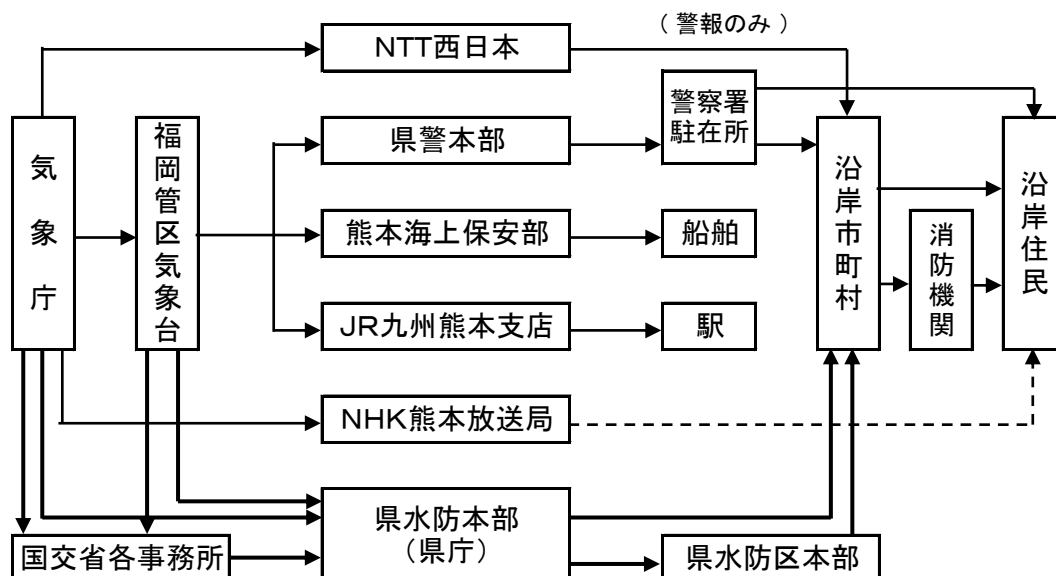 （警報のみ）
NTT西日本
警察署
駐在所
気象庁
福岡管区気象台
県警本部
沿岸市町村
沿岸住民
熊本海上保安部
船舶
消防機関
JR九州熊本支店
駅
NHK熊本放送局
県水防本部
（県庁）
国交省各事務所
県水防区本部